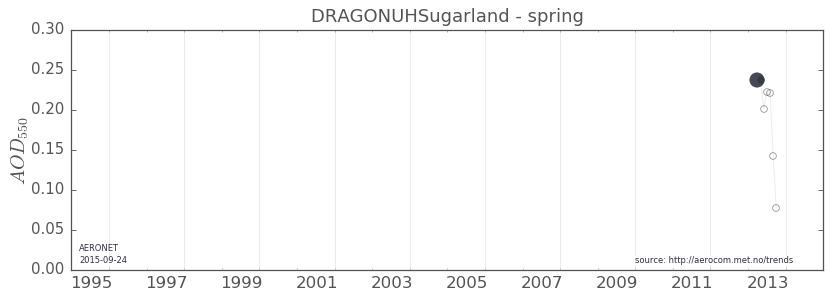 DRAGONUHSugarland - spring
0.30
0.25
0.20
0.15
0.10
0.05
0.00
AOD550
AERONET
2015-09-24
source: http://aerocom.met.no/trends
1995 1997 1999 2001 2003 2005 2007 2009 2011 2013